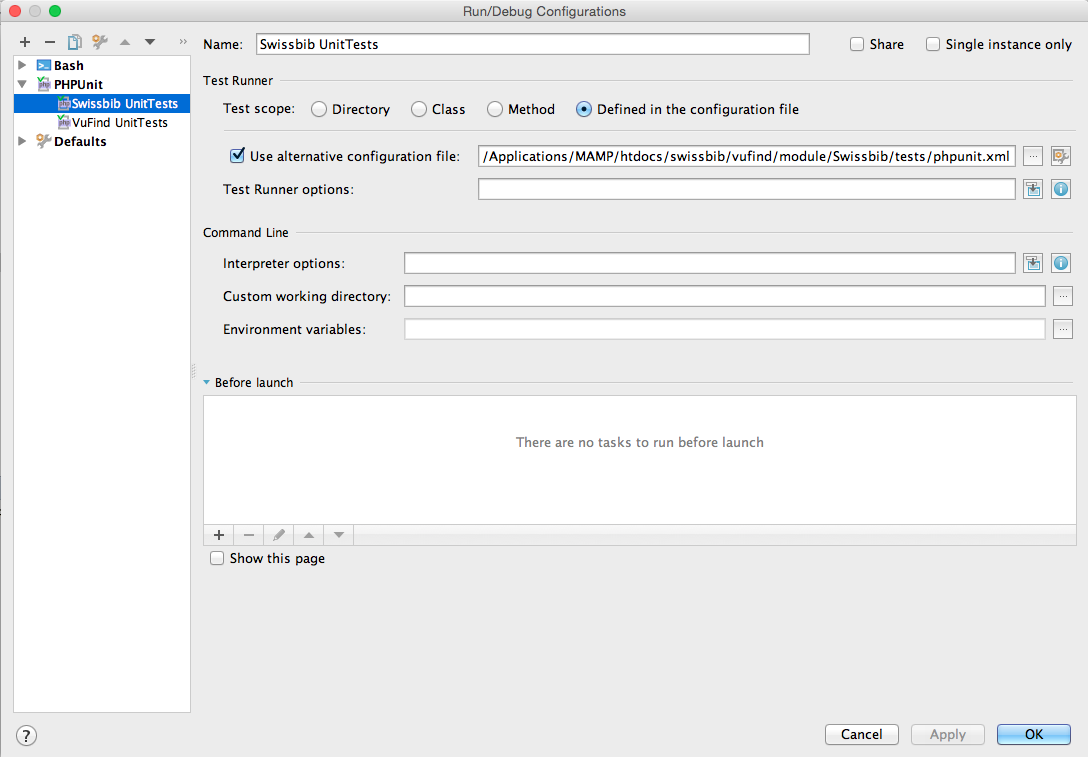 Run/Debug Configurations
Name: Swissbib UnitTests Share Single instance only
Bash
PHPUnit
Swissbib UnitTests
VuFind UnitTests
Defaults
Test Runner
Test scope: Directory Class Method Defined in the configuration file
Use alternative configuration file: /Applications/MAMP/htdocs/swissbib/vufind/module/Swissbib/tests/phpunit.xml
Test Runner options:
Command Line
Interpreter options:
Custom working directory:
Environment variables:
Before launch
There are no tasks to run before launch
Show this page
? Cancel Apply OK